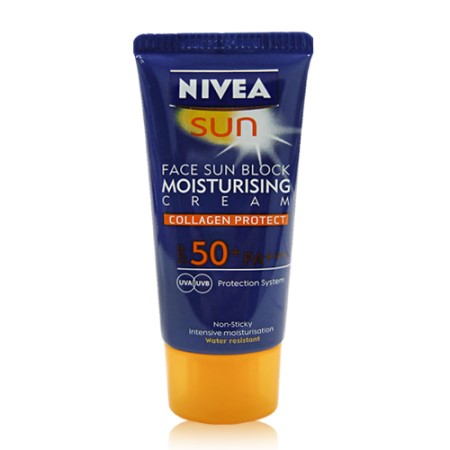 NIVEA
sun
FACE SUN BLOCK
MOISTURISING
CREAM
COLLAGEN PROTECT
50+
UVA UVB Protection System
Non-Sticky
Intensive moisturisation
Water resistant